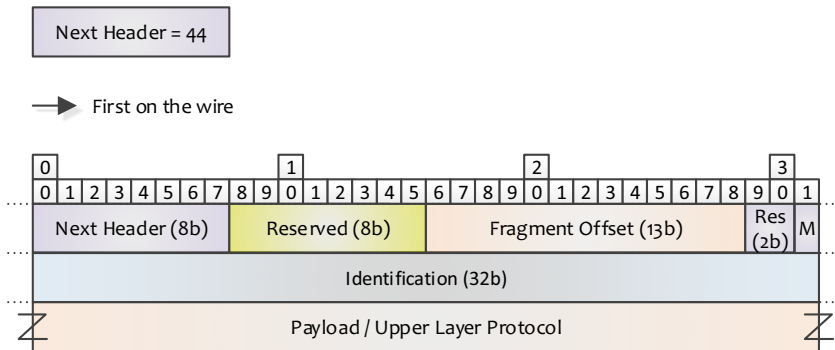 Next Header = 44
First on the wire
0 1 2 3
0 1 2 3 4 5 6 7 8 9 0 1 2 3 4 5 6 7 8 9 0 1 2 3 4 5 6 7 8 9 0 1
Next Header (8b) Reserved (8b) Fragment Offset (13b) Res (2b) M
Identification (32b)
Payload / Upper Layer Protocol